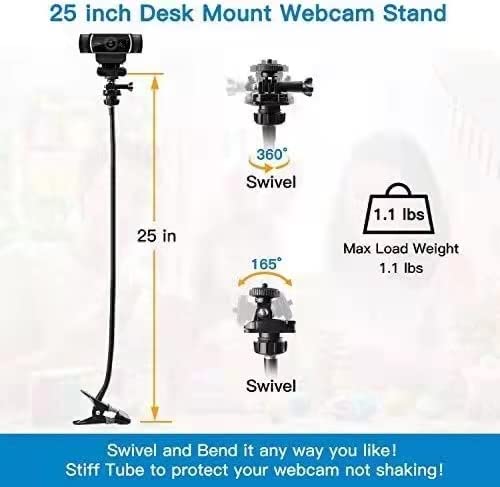 25 inch Desk Mount Webcam Stand
360°
Swivel
25 in
1.1 lbs
Max Load Weight
1.1 lbs
165°
Swivel
Swivel and Bend it any way you like!
Stiff Tube to protect your webcam not shaking!